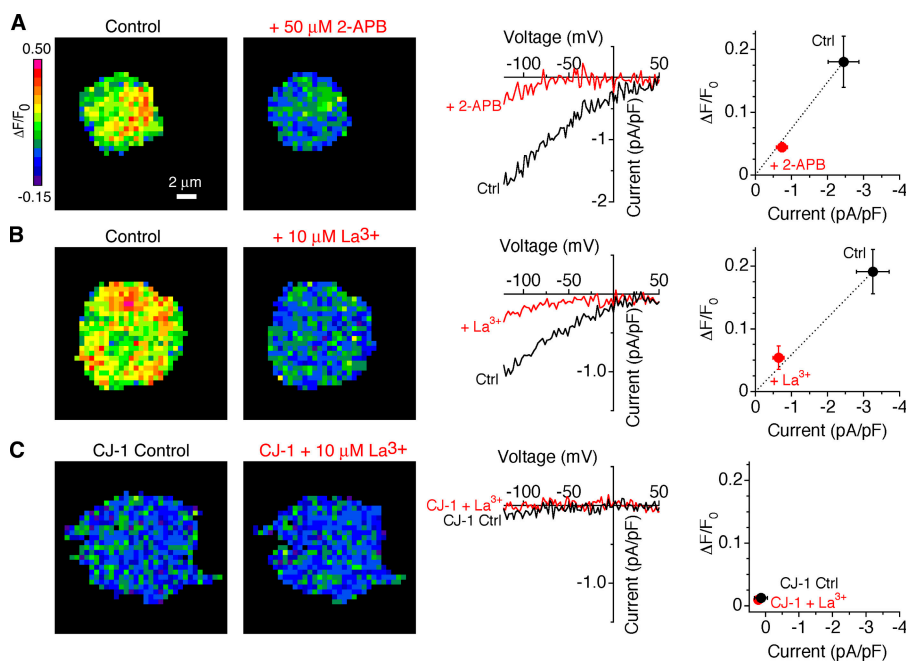 A
Control
+ 50 μM 2-APB
0.50
ΔF/F0
-0.15
2 μm
Voltage (mV)
-100 -50 50
+ 2-APB
-1
Ctrl
-2
Current (pA/pF)
ΔF/F0
0.2
0.1
0
Ctrl
+ 2-APB
0 -1 -2 -3 -4
Current (pA/pF)
B
Control
+ 10 μM La3+
Voltage (mV)
-100 -50 50
+ La3+
Ctrl
-1.0
Current (pA/pF)
ΔF/F0
0.2
0.1
0
Ctrl
+ La3+
0 -1 -2 -3 -4
Current (pA/pF)
C
CJ-1 Control
CJ-1 + 10 μM La3+
Voltage (mV)
-100 -50 50
CJ-1 + La3+
CJ-1 Ctrl
-1.0
Current (pA/pF)
ΔF/F0
0.2
0.1
0
CJ-1 Ctrl
CJ-1 + La3+
0 -1 -2 -3 -4
Current (pA/pF)